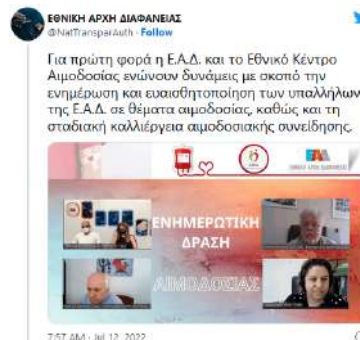 ΕΘΝΙΚΗ ΑΡΧΗ ΔΙΑΦΑΝΕΙΑΣ
@NatTransparAuth · Follow
Για πρώτη φορά η Ε.Α.Δ. και το Εθνικό Κέντρο
Αιμοδοσίας ενώνουν δυνάμεις με σκοπό την
ενημέρωση και ευαισθητοποίηση των υπαλλήλων
της Ε.Α.Δ. σε θέματα αιμοδοσίας, καθώς και τη
σταδιακή καλλιέργεια αιμοδοσιακής συνείδησης.
ΕΝΗΜΕΡΩΤΙΚΗ
ΔΡΑΣΗ
ΑΙΜΟΔΟΣΙΑΣ
7:57 AM · Jul 12, 2022